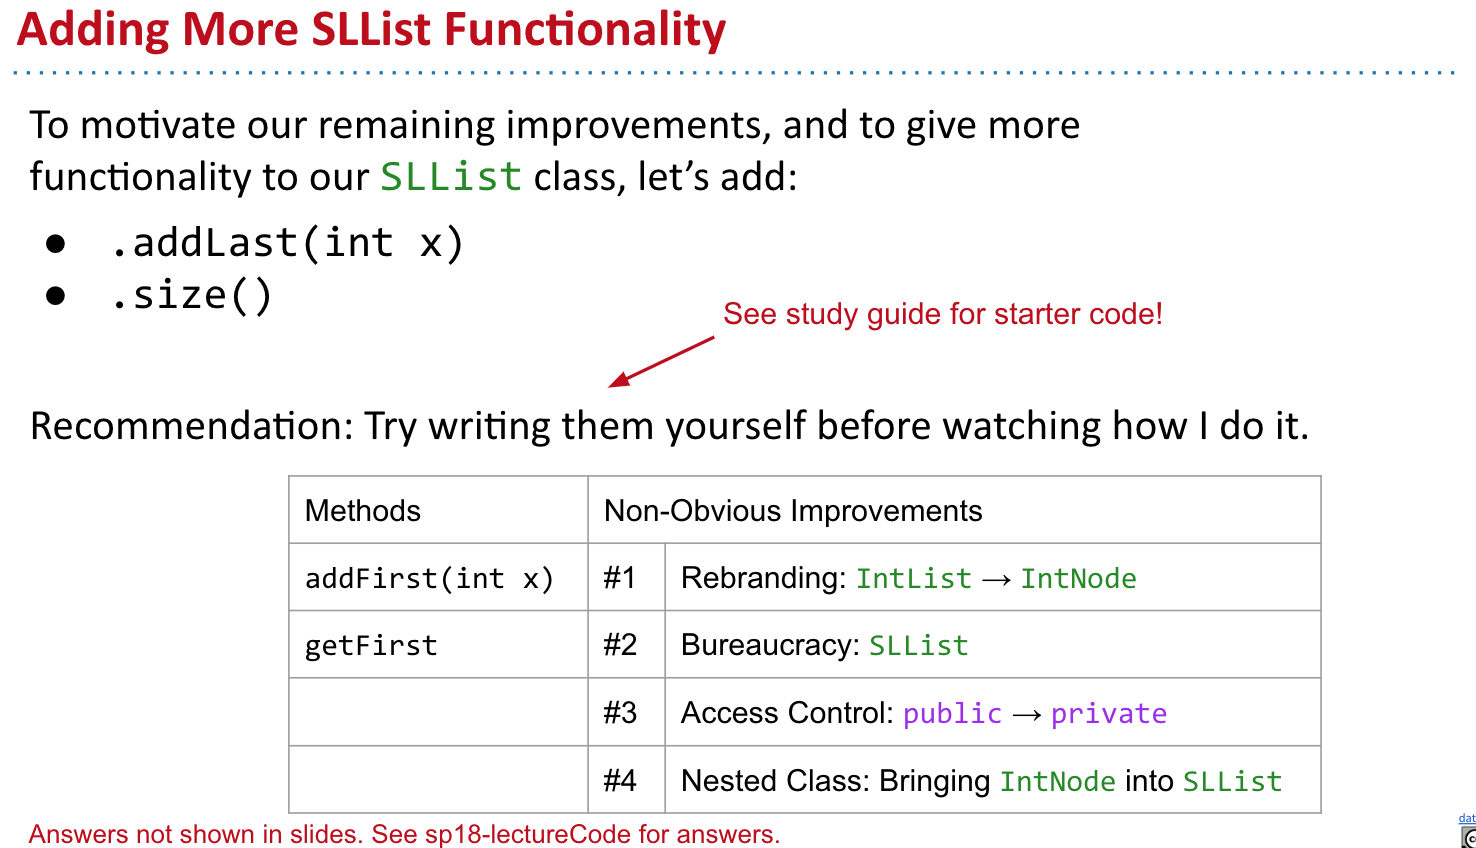 Adding More SLList Functionality
To motivate our remaining improvements, and to give more
functionality to our SLList class, let’s add:
● .addLast(int x)
● .size()
See study guide for starter code!
Recommendation: Try writing them yourself before watching how I do it.
Methods Non-Obvious Improvements
addFirst(int x) #1 Rebranding: IntList → IntNode
getFirst #2 Bureaucracy: SLList
#3 Access Control: public → private
#4 Nested Class: Bringing IntNode into SLList
Answers not shown in slides. See sp18-lectureCode for answers.